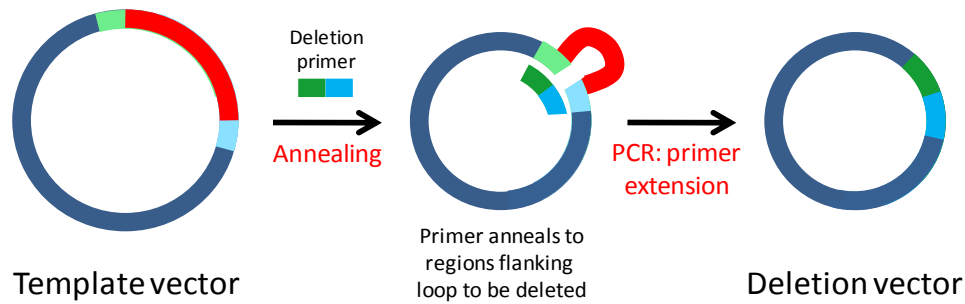 Deletion
primer
Annealing
PCR: primer
extension
Primer anneals to
regions flanking
loop to be deleted
Template vector
Deletion vector